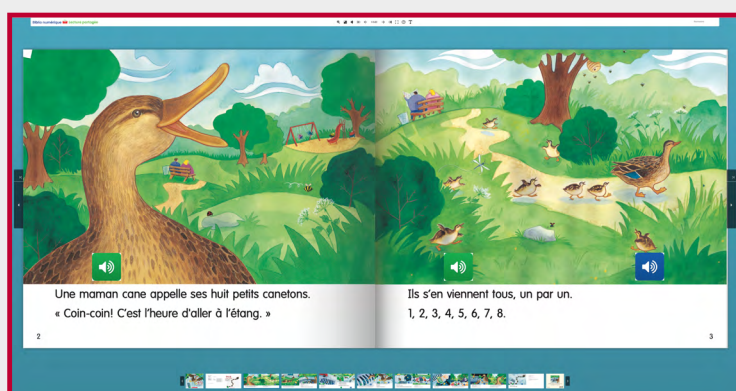 Une maman cane appelle ses huit petits canetons.
« Coin-coin! C'est l'heure d'aller à l'étang. »
2
Ils s'en viennent tous, un par un.
1, 2, 3, 4, 5, 6, 7, 8.
3